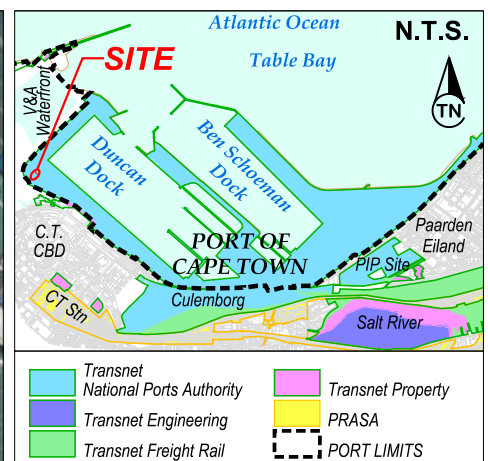 Atlantic Ocean
N.T.S.
Table Bay
SITE
TN
V&A
Waterfront
Duncan
Dock
Ben Schoeman
Dock
C.T.
CBD
PORT OF
CAPE TOWN
Paarden
Eiland
PIP Site
CT Stn
Culemborg
Salt River
Transnet
National Ports Authority
Transnet Property
Transnet Engineering
PRASA
Transnet Freight Rail
PORT LIMITS